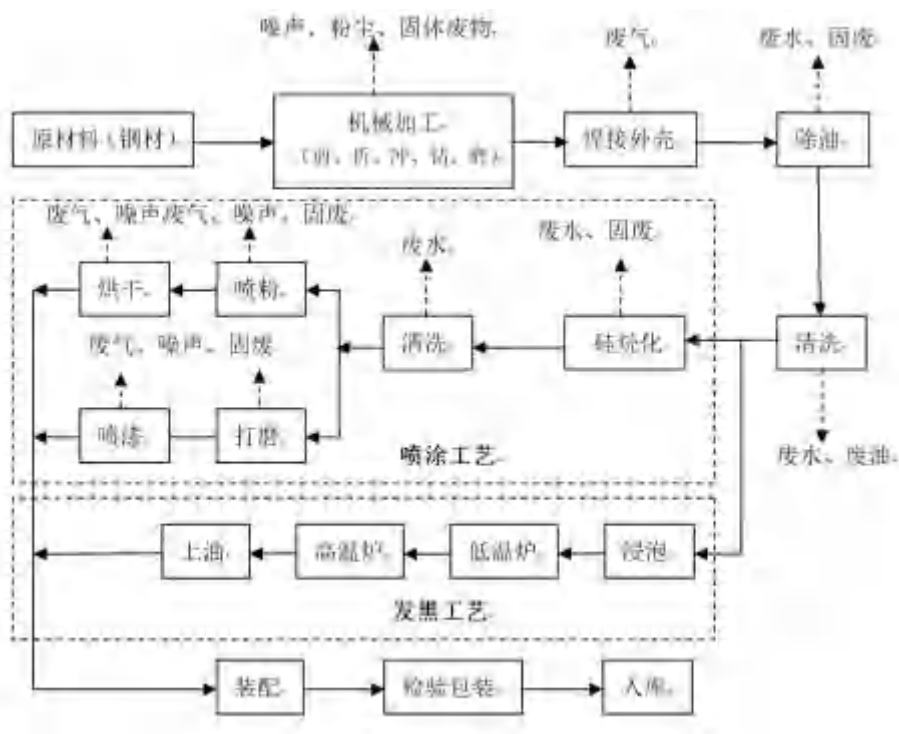 噪声、粉尘、固体废物
废气
废水、固废
原材料(钢材)
机械加工
(剪、折、冲、钻、磨)
焊接外壳
除油
废气、噪声废气、噪声、固废
废水
废水、固废
烘干
喷粉
清洗
硅烷化
清洗
废气、噪声、固废
喷漆
打磨
喷涂工艺
废水、废油
上油
高温炉
低温炉
浸泡
发黑工艺
装配
检验包装
入库